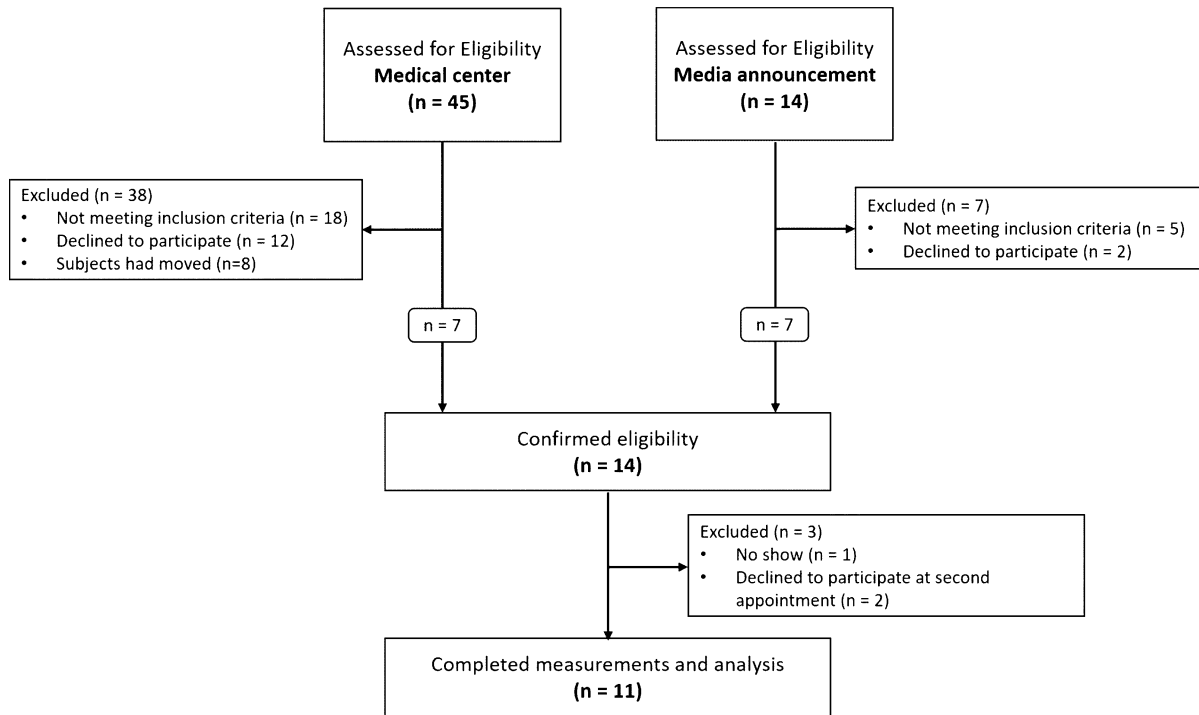 Assessed for Eligibility
Medical center
(n = 45)
Assessed for Eligibility
Media announcement
(n = 14)
Excluded (n = 38)
• Not meeting inclusion criteria (n = 18)
• Declined to participate (n = 12)
• Subjects had moved (n=8)
Excluded (n = 7)
• Not meeting inclusion criteria (n = 5)
• Declined to participate (n = 2)
n = 7
n = 7
Confirmed eligibility
(n = 14)
Excluded (n = 3)
• No show (n = 1)
• Declined to participate at second
appointment (n = 2)
Completed measurements and analysis
(n = 11)